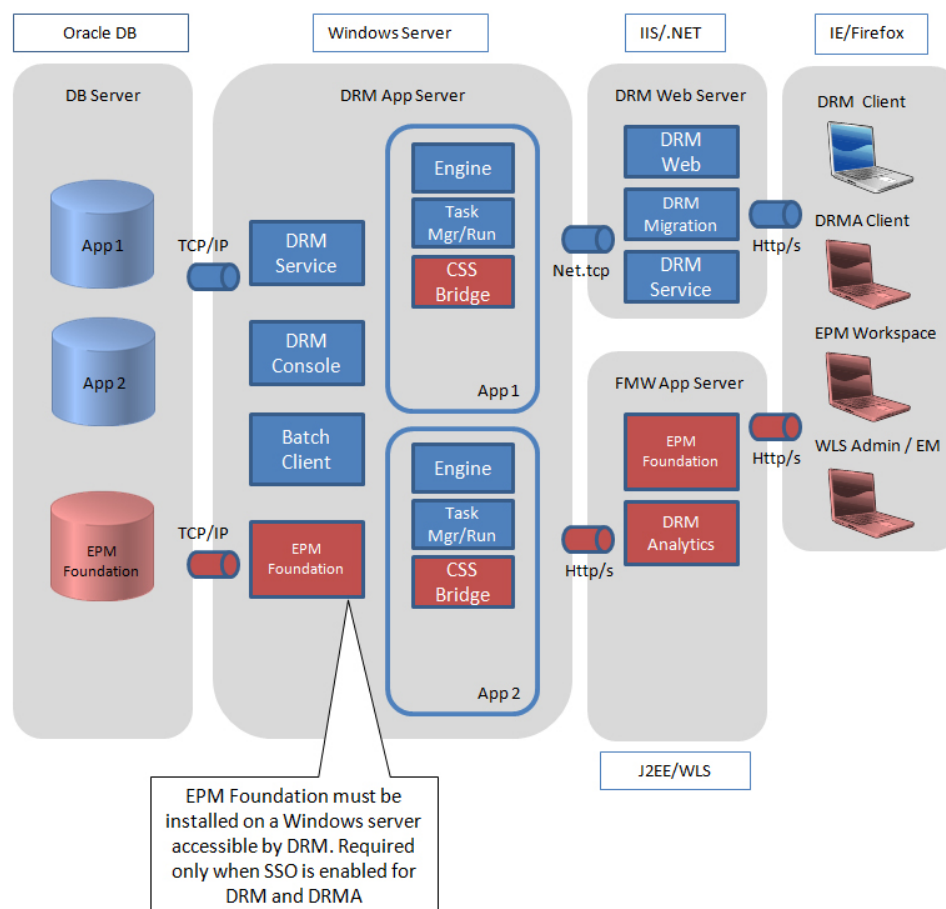 Oracle DB
Windows Server
IIS/.NET
IE/Firefox
DB Server
App 1
App 2
EPM
Foundation
TCP/IP
TCP/IP
DRM App Server
DRM
Service
DRM
Console
Batch
Client
EPM
Foundation
Engine
Task
Mgr/Run
CSS
Bridge
App 1
Engine
Task
Mgr/Run
CSS
Bridge
App 2
Net.tcp
Http/s
DRM Web Server
DRM
Web
DRM
Migration
DRM
Service
FMW App Server
EPM
Foundation
DRM
Analytics
J2EE/WLS
Http/s
Http/s
DRM Client
DRMA Client
EPM Workspace
WLS Admin / EM
EPM Foundation must be
installed on a Windows server
accessible by DRM. Required
only when SSO is enabled for
DRM and DRMA